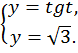 y = tgt,
y = √3.